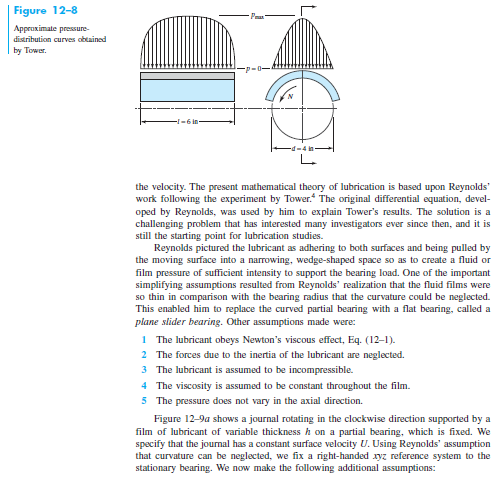 Figure 12–8
Approximate pressure-
distribution curves obtained
by Tower.
Pmax
p = 0
N
l = 6 in
d = 4 in
the velocity. The present mathematical theory of lubrication is based upon Reynolds'
work following the experiment by Tower.4 The original differential equation, devel-
oped by Reynolds, was used by him to explain Tower's results. The solution is a
challenging problem that has interested many investigators ever since then, and it is
still the starting point for lubrication studies.
Reynolds pictured the lubricant as adhering to both surfaces and being pulled by
the moving surface into a narrowing, wedge-shaped space so as to create a fluid or
film pressure of sufficient intensity to support the bearing load. One of the important
simplifying assumptions resulted from Reynolds' realization that the fluid films were
so thin in comparison with the bearing radius that the curvature could be neglected.
This enabled him to replace the curved partial bearing with a flat bearing, called a
plane slider bearing. Other assumptions made were:
1 The lubricant obeys Newton's viscous effect, Eq. (12–1).
2 The forces due to the inertia of the lubricant are neglected.
3 The lubricant is assumed to be incompressible.
4 The viscosity is assumed to be constant throughout the film.
5 The pressure does not vary in the axial direction.
Figure 12–9a shows a journal rotating in the clockwise direction supported by a
film of lubricant of variable thickness h on a partial bearing, which is fixed. We
specify that the journal has a constant surface velocity U. Using Reynolds' assumption
that curvature can be neglected, we fix a right-handed xyz reference system to the
stationary bearing. We now make the following additional assumptions: